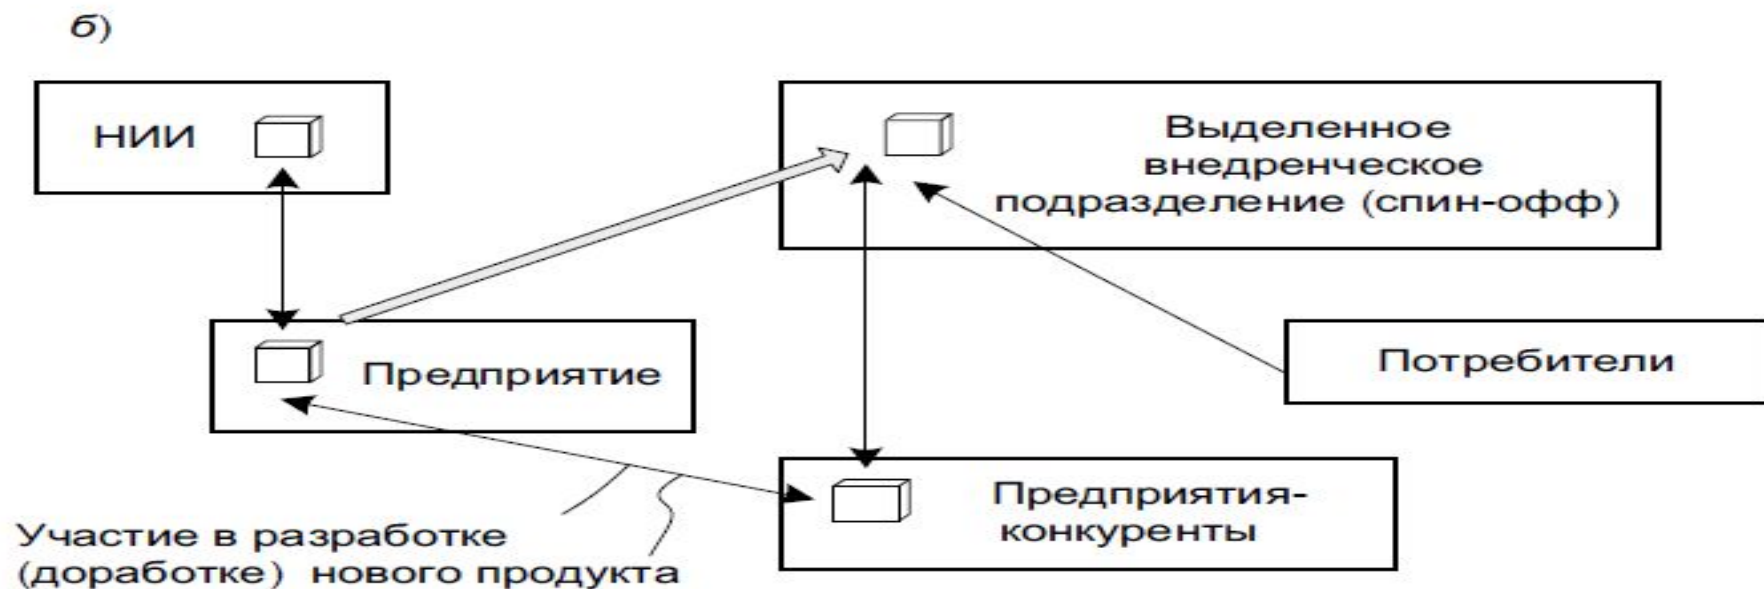 б)
НИИ
Выделенное
внедренческое
подразделение (спин-офф)
Предприятие
Потребители
Предприятия-
конкуренты
Участие в разработке
(доработке) нового продукта